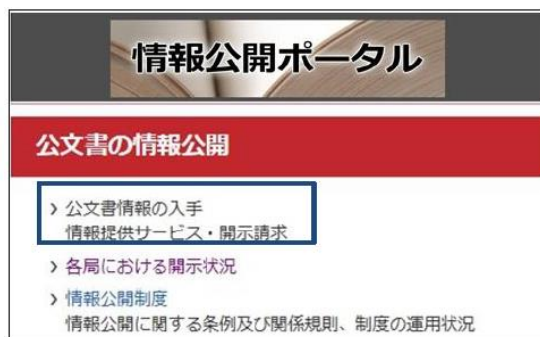 情報公開ポータル
公文書の情報公開
› 公文書情報の入手
情報提供サービス・開示請求
› 各局における開示状況
› 情報公開制度
情報公開に関する条例及び関係規則、制度の運用状況